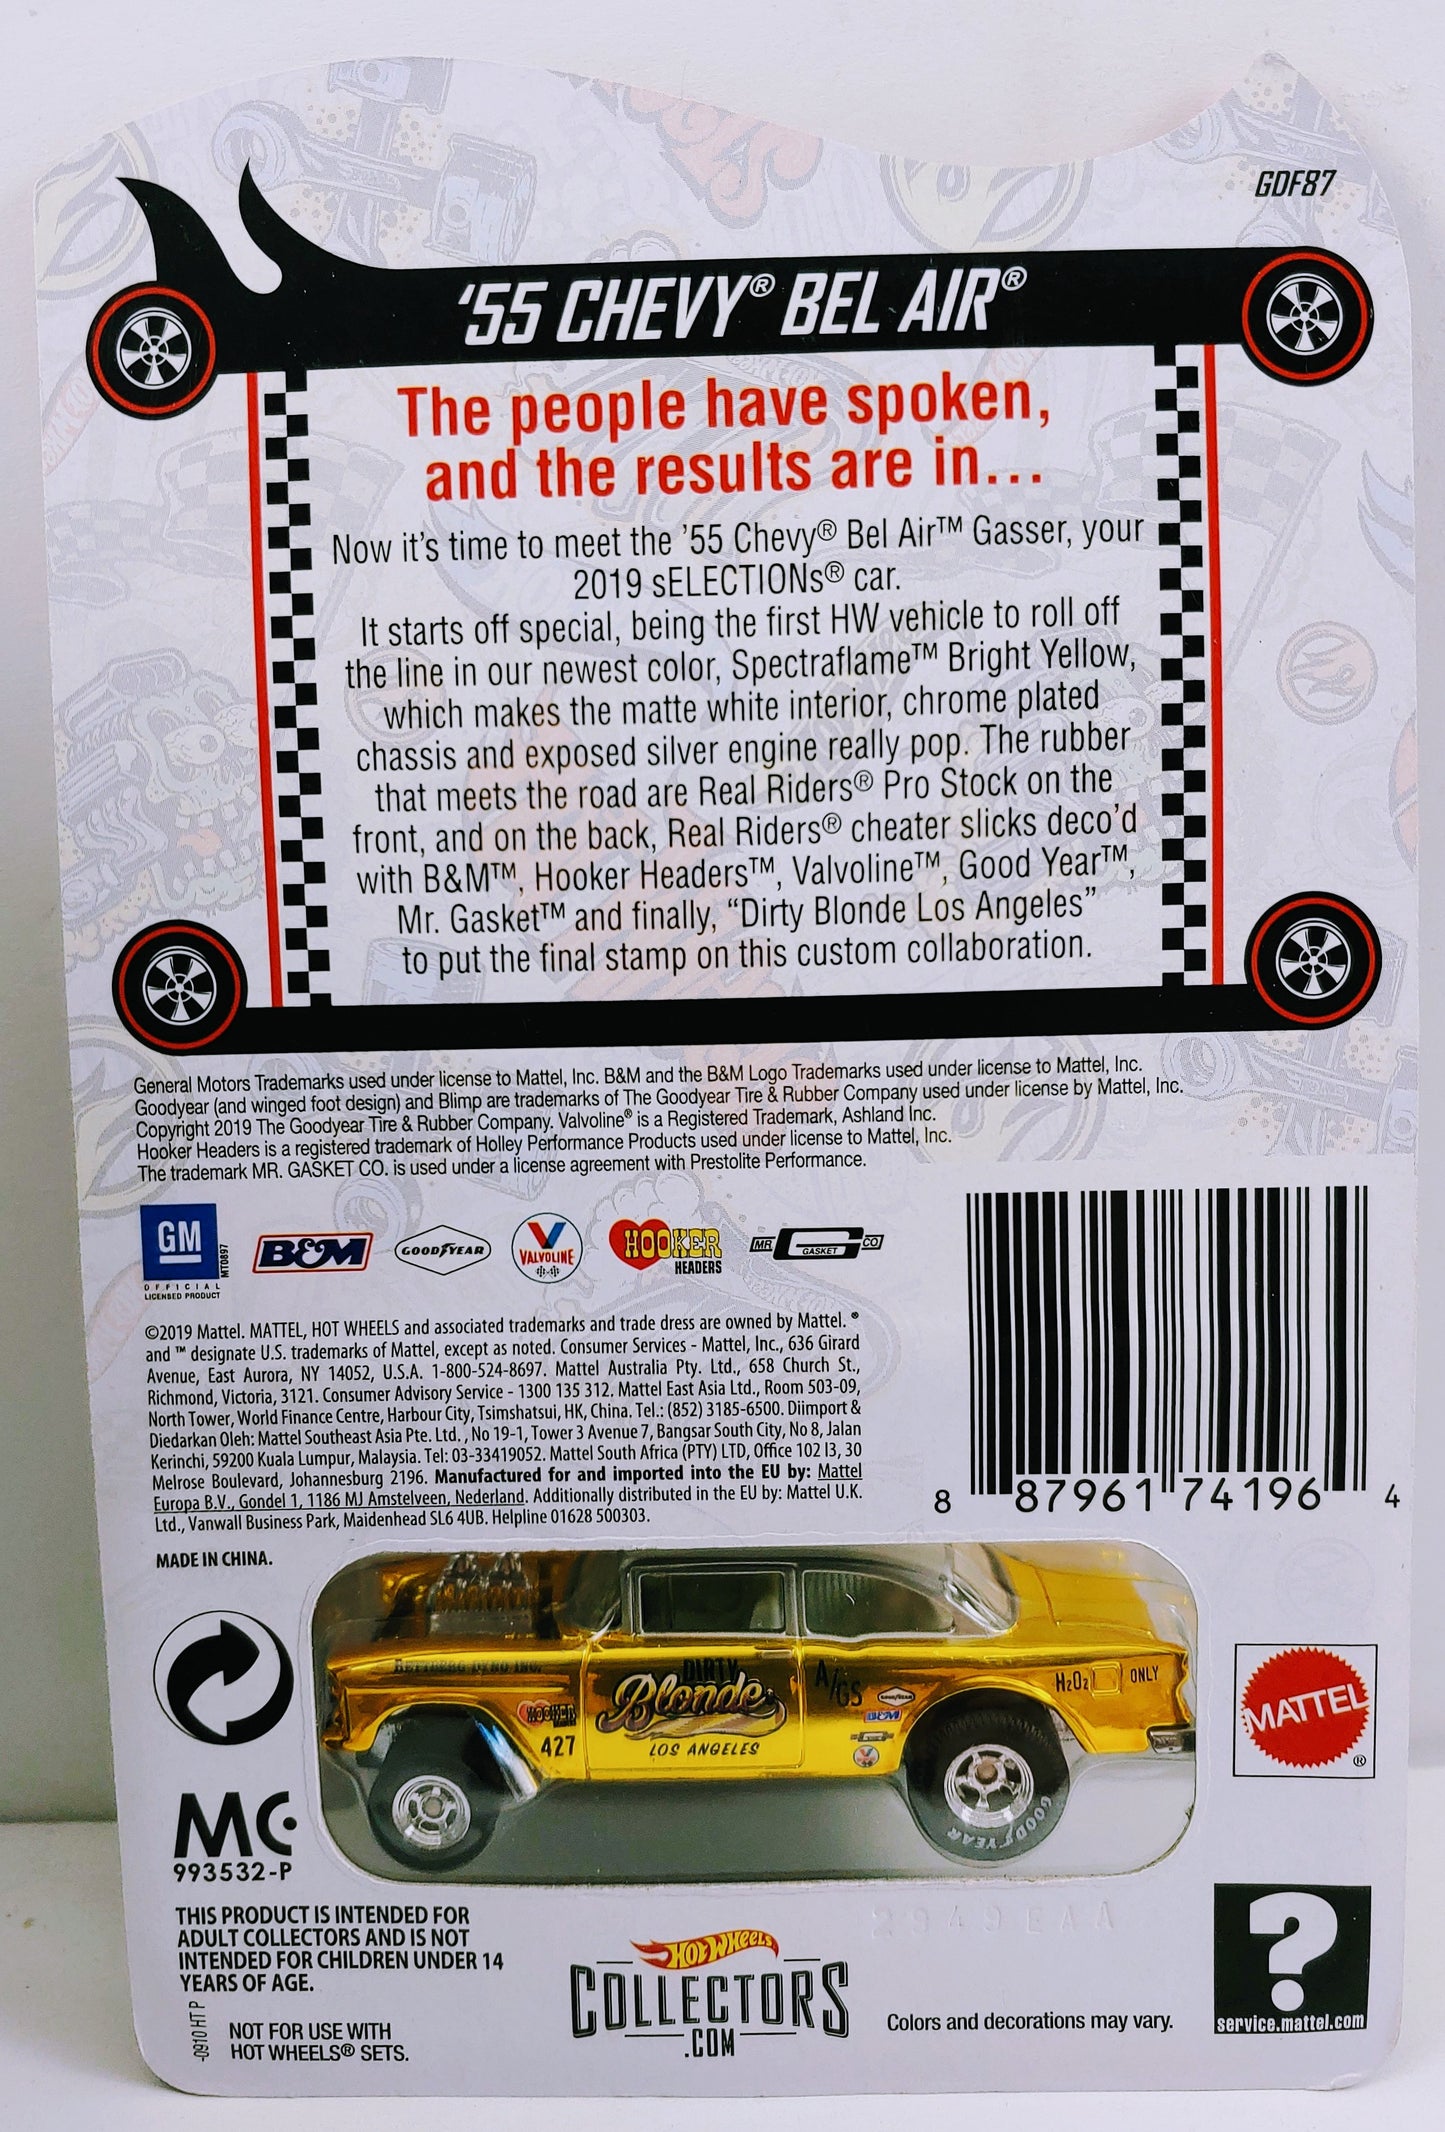 GDF87
'55 CHEVY® BEL AIR®
The people have spoken,
and the results are in...
Now it's time to meet the '55 Chevy® Bel Air™ Gasser, your
2019 sELECTIONs® car.
It starts off special, being the first HW vehicle to roll off
the line in our newest color, Spectraflame™ Bright Yellow,
which makes the matte white interior, chrome plated
chassis and exposed silver engine really pop. The rubber
that meets the road are Real Riders® Pro Stock on the
front, and on the back, Real Riders® cheater slicks deco'd
with B&M™, Hooker Headers™, Valvoline™, Good Year™,
Mr. Gasket™ and finally, "Dirty Blonde Los Angeles"
to put the final stamp on this custom collaboration.
General Motors Trademarks used under license to Mattel, Inc. B&M and the B&M Logo Trademarks used under license to Mattel, Inc.
Goodyear (and winged foot design) and Blimp are trademarks of The Goodyear Tire & Rubber Company used under license by Mattel, Inc.
Copyright 2019 The Goodyear Tire & Rubber Company. Valvoline® is a Registered Trademark, Ashland Inc.
Hooker Headers is a registered trademark of Holley Performance Products used under license to Mattel, Inc.
The trademark MR. GASKET CO. is used under a license agreement with Prestolite Performance.
GM
OFFICIAL
LICENSED PRODUCT
MT0897
B&M
GOODYEAR
VALVOLINE
HOOKER
HEADERS
MR GASKET CO
©2019 Mattel. MATTEL, HOT WHEELS and associated trademarks and trade dress are owned by Mattel. ®
and ™ designate U.S. trademarks of Mattel, except as noted. Consumer Services - Mattel, Inc., 636 Girard
Avenue, East Aurora, NY 14052, U.S.A. 1-800-524-8697. Mattel Australia Pty. Ltd., 658 Church St.,
Richmond, Victoria, 3121. Consumer Advisory Service - 1300 135 312. Mattel East Asia Ltd., Room 503-09,
North Tower, World Finance Centre, Harbour City, Tsimshatsui, HK, China. Tel.: (852) 3185-6500. Diimport &
Diedarkan Oleh: Mattel Southeast Asia Pte. Ltd., No 19-1, Tower 3 Avenue 7, Bangsar South City, No 8, Jalan
Kerinchi, 59200 Kuala Lumpur, Malaysia. Tel: 03-33419052. Mattel South Africa (PTY) LTD, Office 102 I3, 30
Melrose Boulevard, Johannesburg 2196. Manufactured for and imported into the EU by: Mattel
Europa B.V., Gondel 1, 1186 MJ Amstelveen, Nederland. Additionally distributed in the EU by: Mattel U.K.
Ltd., Vanwall Business Park, Maidenhead SL6 4UB. Helpline 01628 500303.
8 87961 74196 4
MADE IN CHINA.
RETTBERG DYNO INC.
HOOKER
427
DIRTY
Blonde
LOS ANGELES
A/GS
GOODYEAR
B&M
H2O2 ONLY
GOODYEAR
MATTEL
®
MC
993532-P
THIS PRODUCT IS INTENDED FOR
ADULT COLLECTORS AND IS NOT
INTENDED FOR CHILDREN UNDER 14
YEARS OF AGE.
-0910 HT P
NOT FOR USE WITH
HOT WHEELS® SETS.
2949EAA
HOT WHEELS
COLLECTORS
.COM
Colors and decorations may vary.
?
service.mattel.com